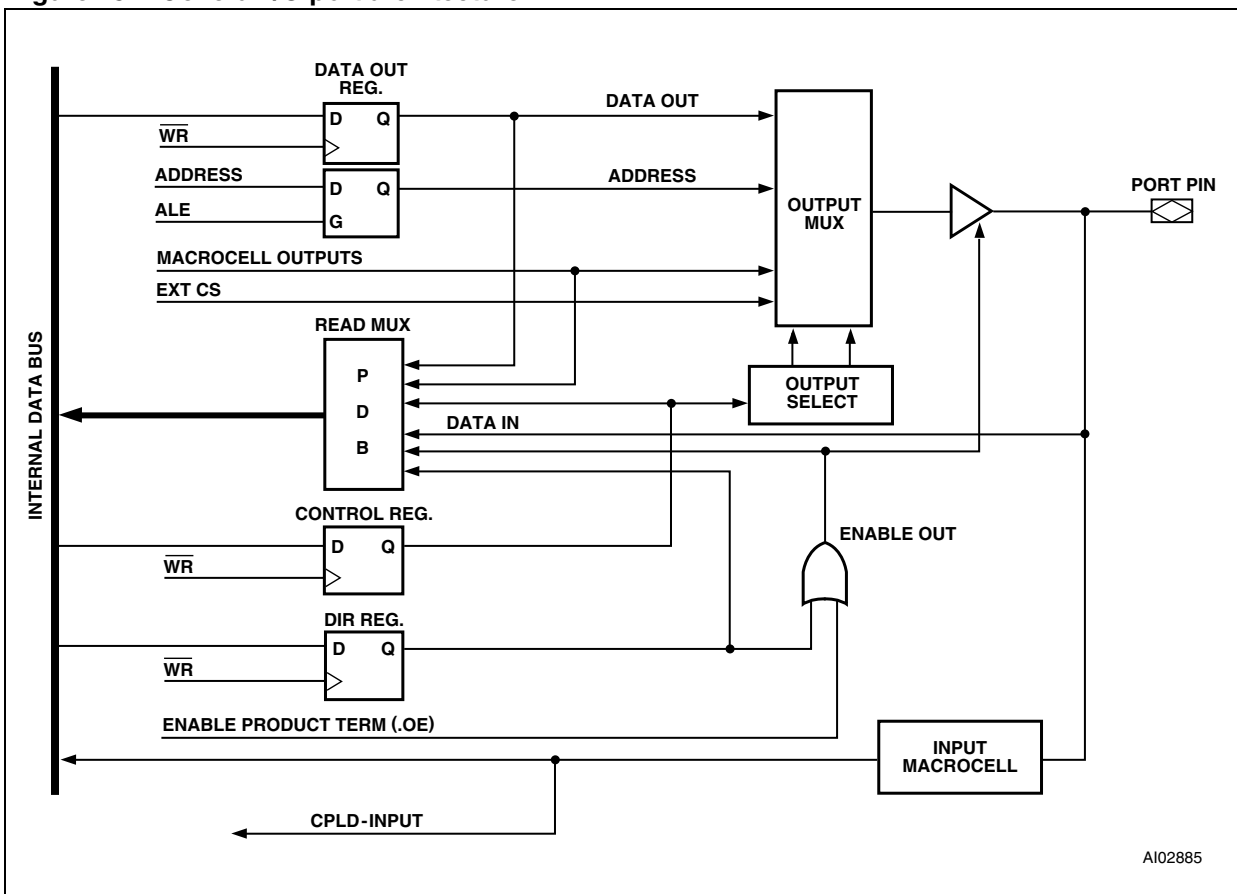 DATA OUT
REG.
D Q
WR
DATA OUT
ADDRESS
ALE
D Q
G
ADDRESS
OUTPUT
MUX
PORT PIN
MACROCELL OUTPUTS
EXT CS
READ MUX
P
D
B
OUTPUT
SELECT
DATA IN
INTERNAL DATA BUS
CONTROL REG.
D Q
WR
ENABLE OUT
DIR REG.
D Q
WR
ENABLE PRODUCT TERM (.OE)
INPUT
MACROCELL
CPLD-INPUT
AI02885